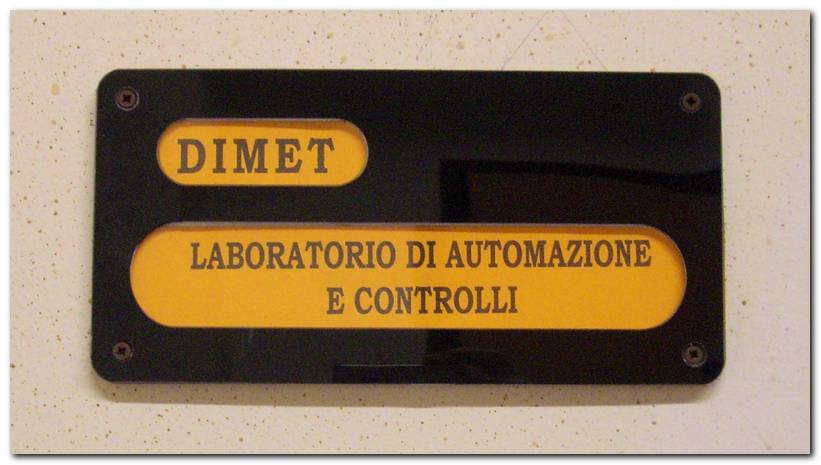 DIMET
LABORATORIO DI AUTOMAZIONE
E CONTROLLI